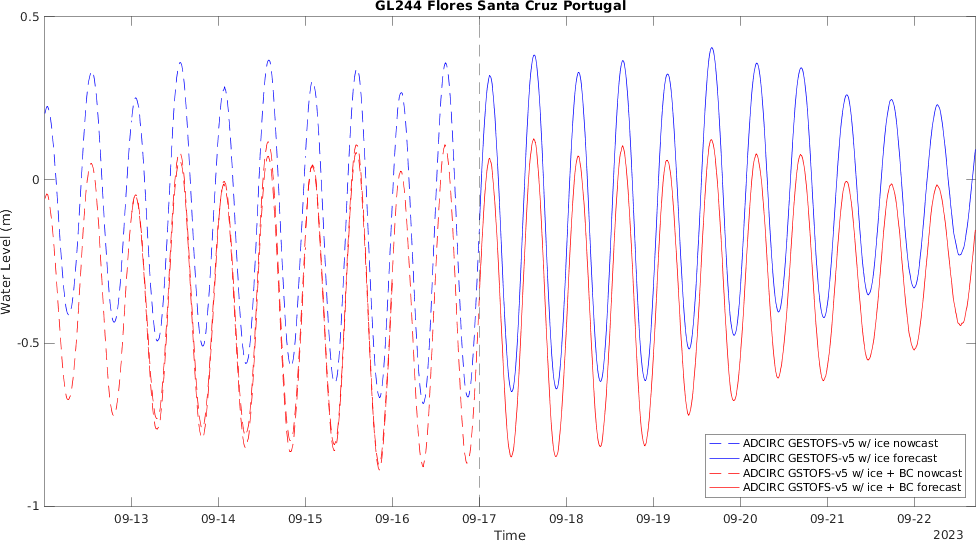 GL244 Flores Santa Cruz Portugal
0.5
0
-0.5
-1
Water Level (m)
ADCIRC GESTOFS-v5 w/ ice nowcast
ADCIRC GESTOFS-v5 w/ ice forecast
ADCIRC GSTOFS-v5 w/ ice + BC nowcast
ADCIRC GSTOFS-v5 w/ ice + BC forecast
09-13 09-14 09-15 09-16 09-17 09-18 09-19 09-20 09-21 09-22
Time
2023